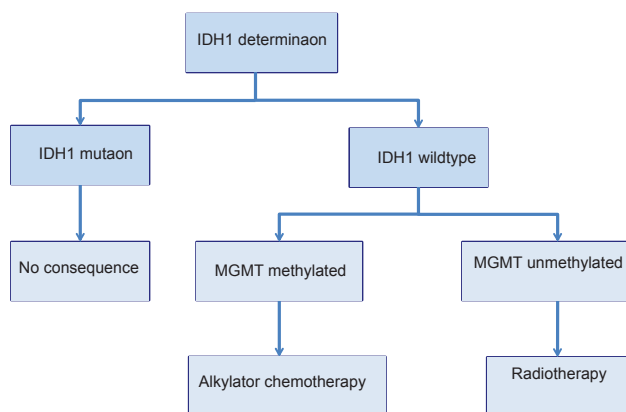 IDH1 determinaon
IDH1 mutaon
IDH1 wildtype
No consequence
MGMT methylated
MGMT unmethylated
Alkylator chemotherapy
Radiotherapy